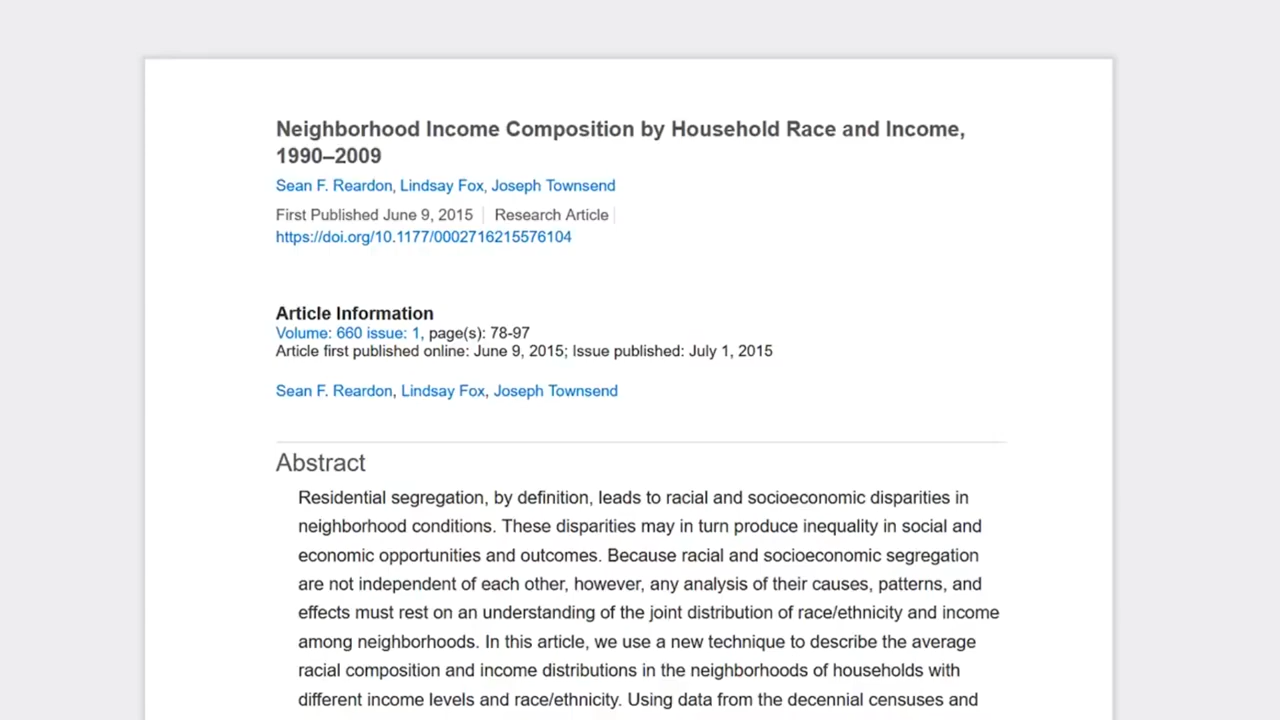 Neighborhood Income Composition by Household Race and Income,
1990–2009
Sean F. Reardon, Lindsay Fox, Joseph Townsend
First Published June 9, 2015 | Research Article |
https://doi.org/10.1177/0002716215576104
Article Information
Volume: 660 issue: 1, page(s): 78-97
Article first published online: June 9, 2015; Issue published: July 1, 2015
Sean F. Reardon, Lindsay Fox, Joseph Townsend
Abstract
Residential segregation, by definition, leads to racial and socioeconomic disparities in
neighborhood conditions. These disparities may in turn produce inequality in social and
economic opportunities and outcomes. Because racial and socioeconomic segregation
are not independent of each other, however, any analysis of their causes, patterns, and
effects must rest on an understanding of the joint distribution of race/ethnicity and income
among neighborhoods. In this article, we use a new technique to describe the average
racial composition and income distributions in the neighborhoods of households with
different income levels and race/ethnicity. Using data from the decennial censuses and